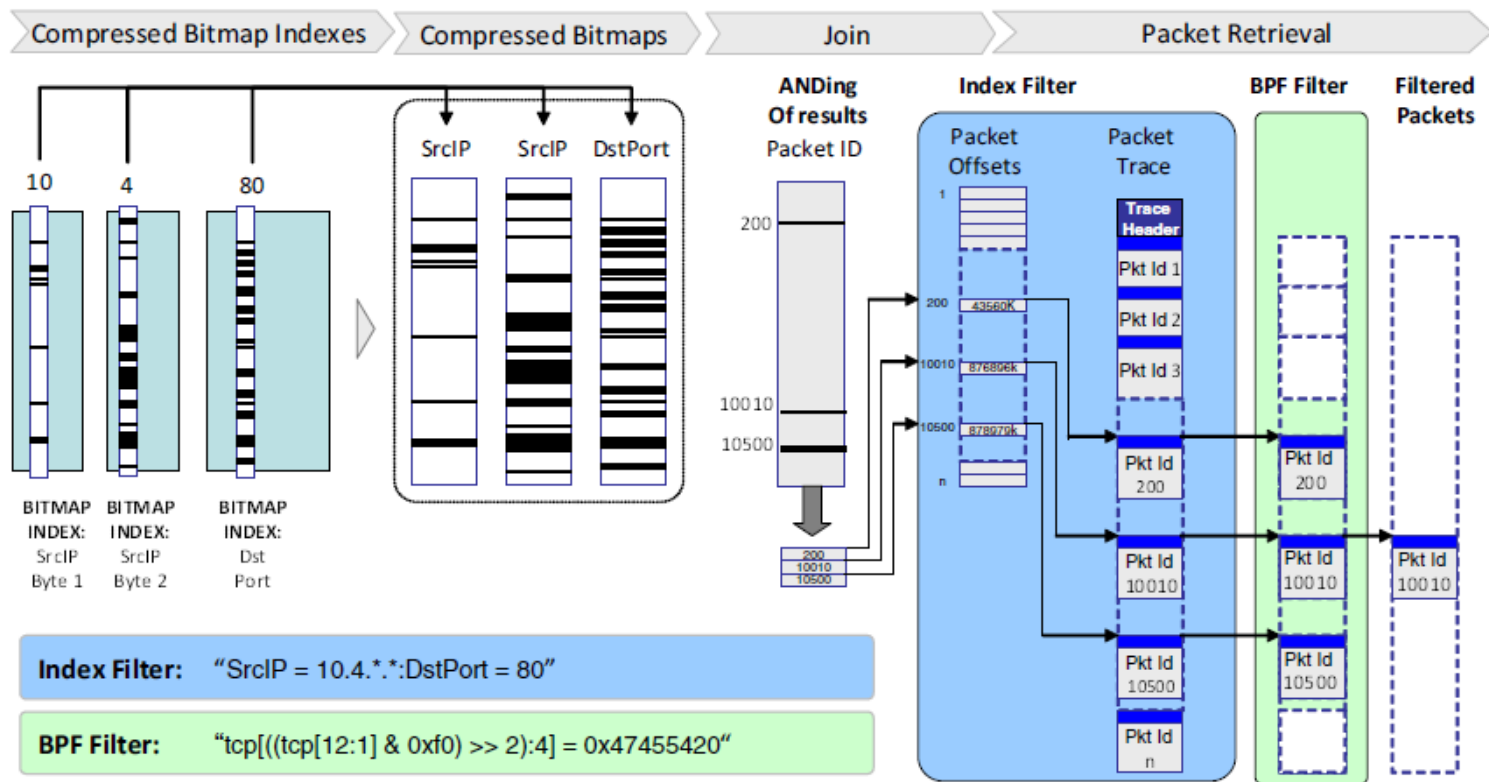 Compressed Bitmap Indexes
Compressed Bitmaps
Join
Packet Retrieval
10
4
80
SrcIP
SrcIP
DstPort
BITMAP
INDEX:
SrcIP
Byte 1
BITMAP
INDEX:
SrcIP
Byte 2
BITMAP
INDEX:
Dst
Port
ANDing
Of results
Packet ID
200
10010
10500
200
10010
10500
Index Filter
Packet
Offsets
1
200
43560K
10010
876896k
10500
878979k
n
Packet
Trace
Trace
Header
Pkt Id 1
Pkt Id 2
Pkt Id 3
Pkt Id
200
Pkt Id
10010
Pkt Id
10500
Pkt Id
n
BPF Filter
Pkt Id
200
Pkt Id
10010
Pkt Id
10500
Filtered
Packets
Pkt Id
10010
Index Filter: “SrcIP = 10.4.*.*:DstPort = 80”
BPF Filter: “tcp[((tcp[12:1] & 0xf0) >> 2):4] = 0x47455420“